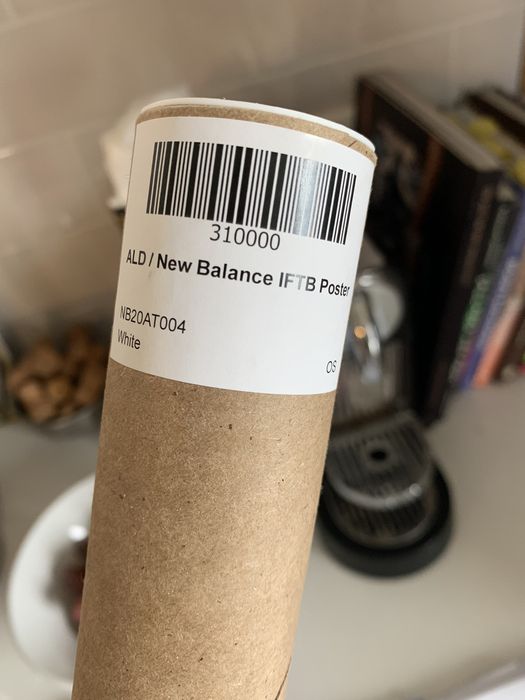 310000
ALD / New Balance IFTB Poster
NB20AT004
White
OS